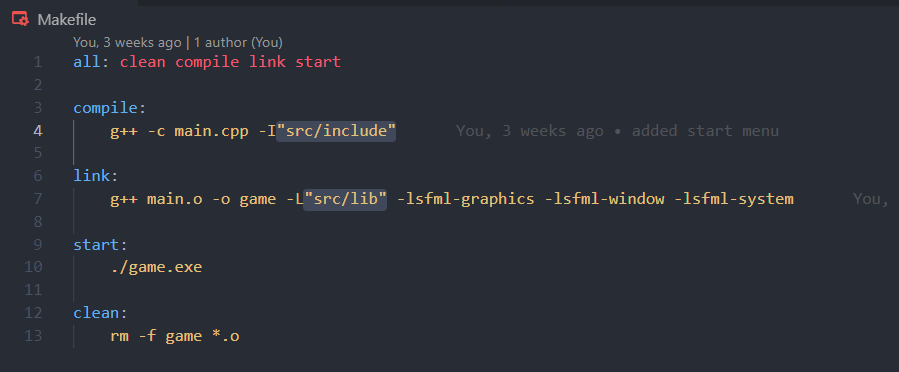 Makefile
You, 3 weeks ago | 1 author (You)
1 all: clean compile link start
2
3 compile:
4 g++ -c main.cpp -I"src/include" You, 3 weeks ago • added start menu
5
6 link:
7 g++ main.o -o game -L"src/lib" -lsfml-graphics -lsfml-window -lsfml-system You,
8
9 start:
10 ./game.exe
11
12 clean:
13 rm -f game *.o